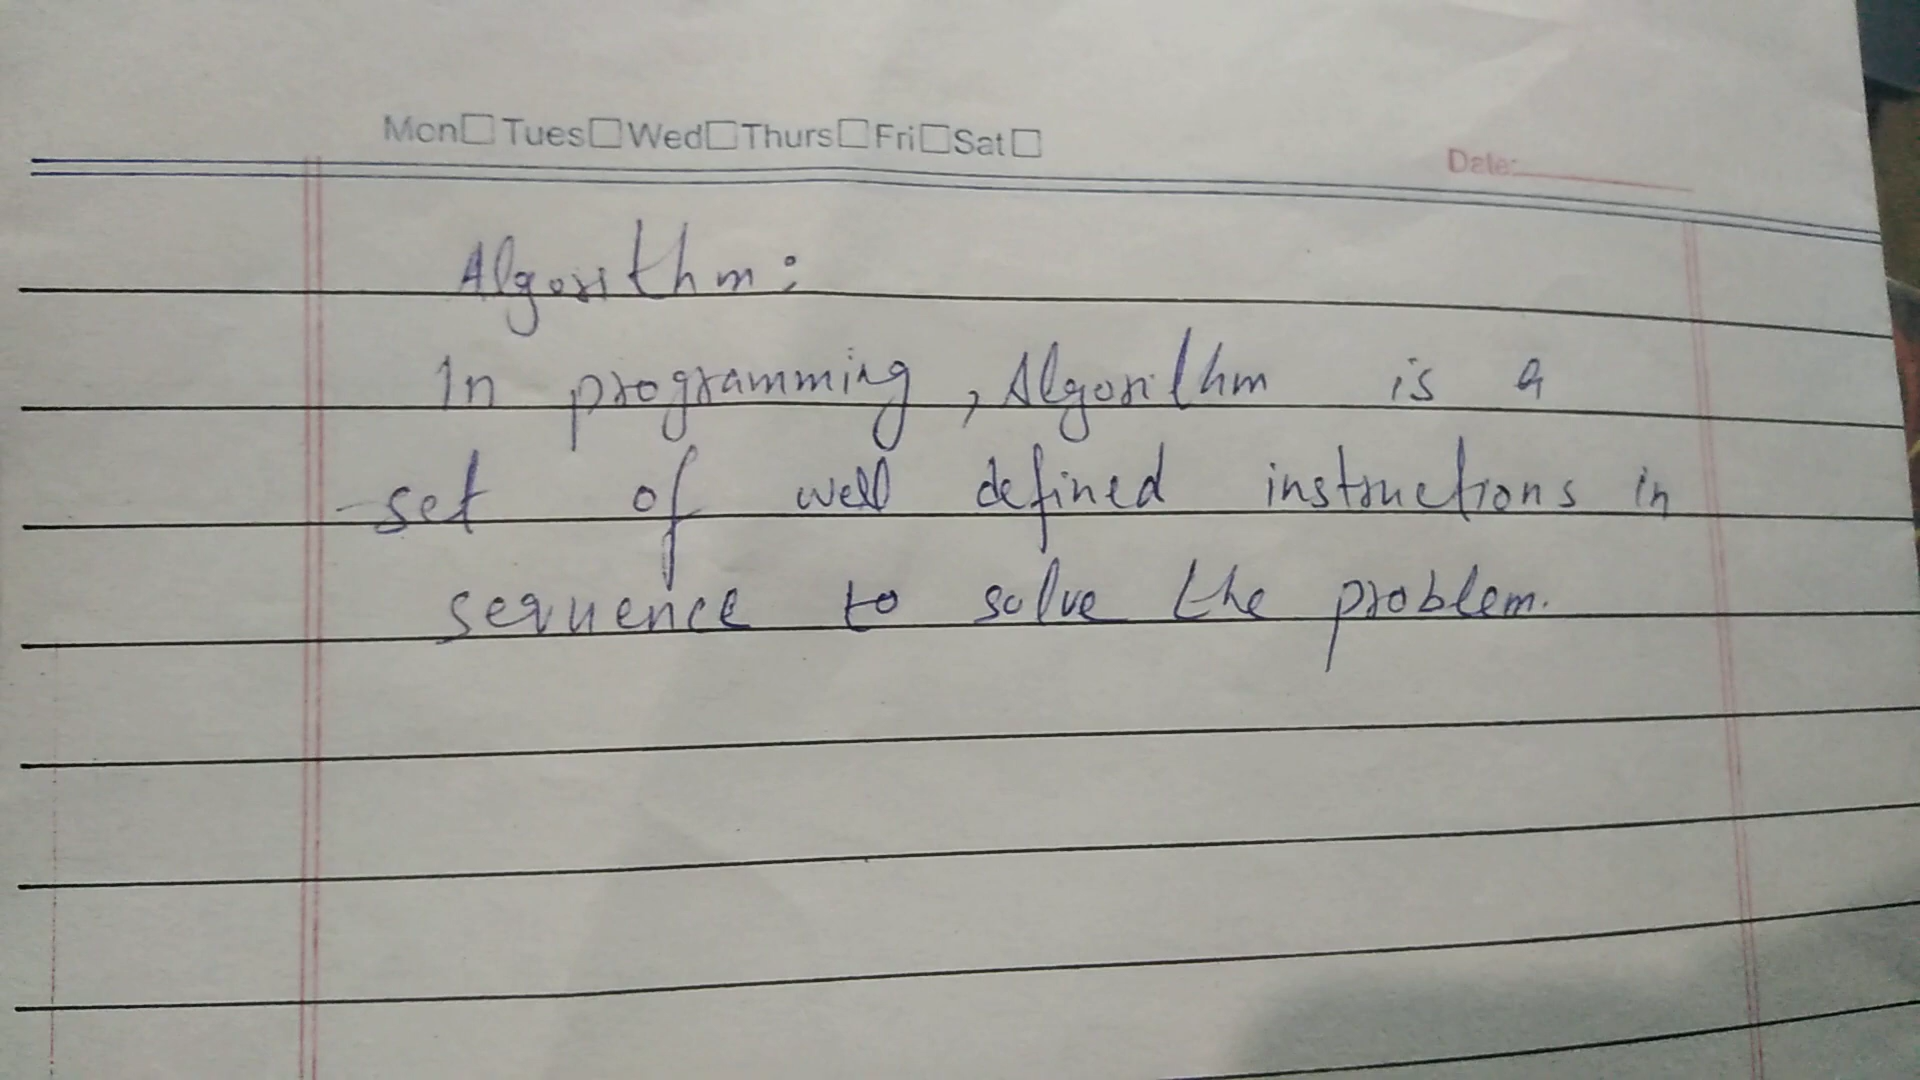 Mon□ Tues□ Wed□ Thurs□ Fri□ Sat□
Date:
Algorithm:
In programming, Algorithm is a
set of well defined instructions in
sequence to solve the problem.